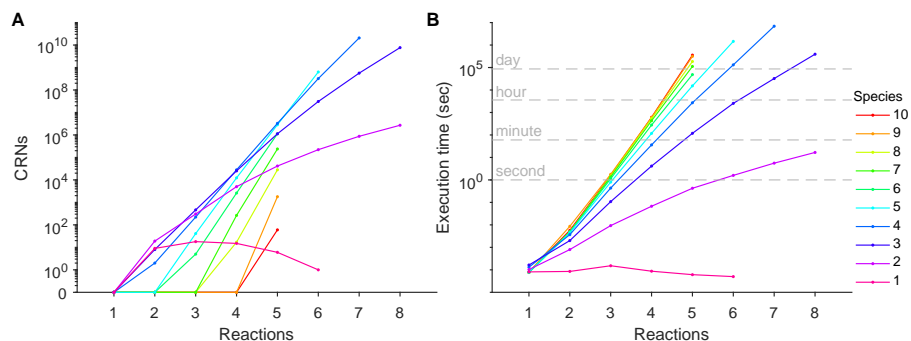 A
CRNs
10^10
10^8
10^6
10^4
10^2
10^0
0
1 2 3 4 5 6 7 8
Reactions
B
Execution time (sec)
10^5
10^0
day
hour
minute
second
1 2 3 4 5 6 7 8
Reactions
Species
10
9
8
7
6
5
4
3
2
1